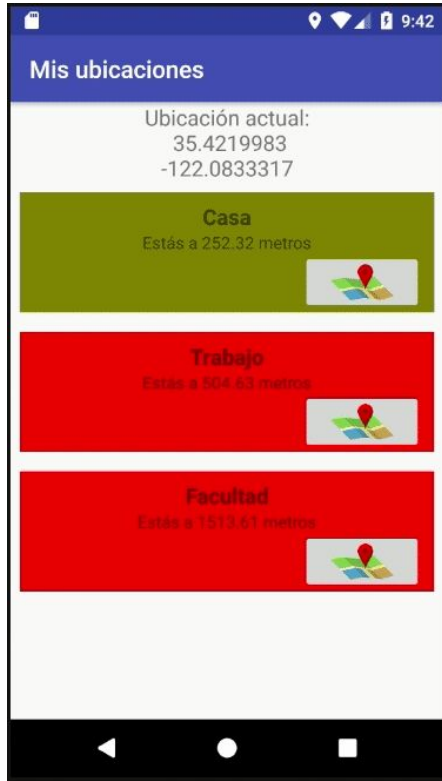 9:42
Mis ubicaciones
Ubicación actual:
35.4219983
-122.0833317
Casa
Estás a 252.32 metros
Trabajo
Estás a 504.63 metros
Facultad
Estás a 1513.61 metros